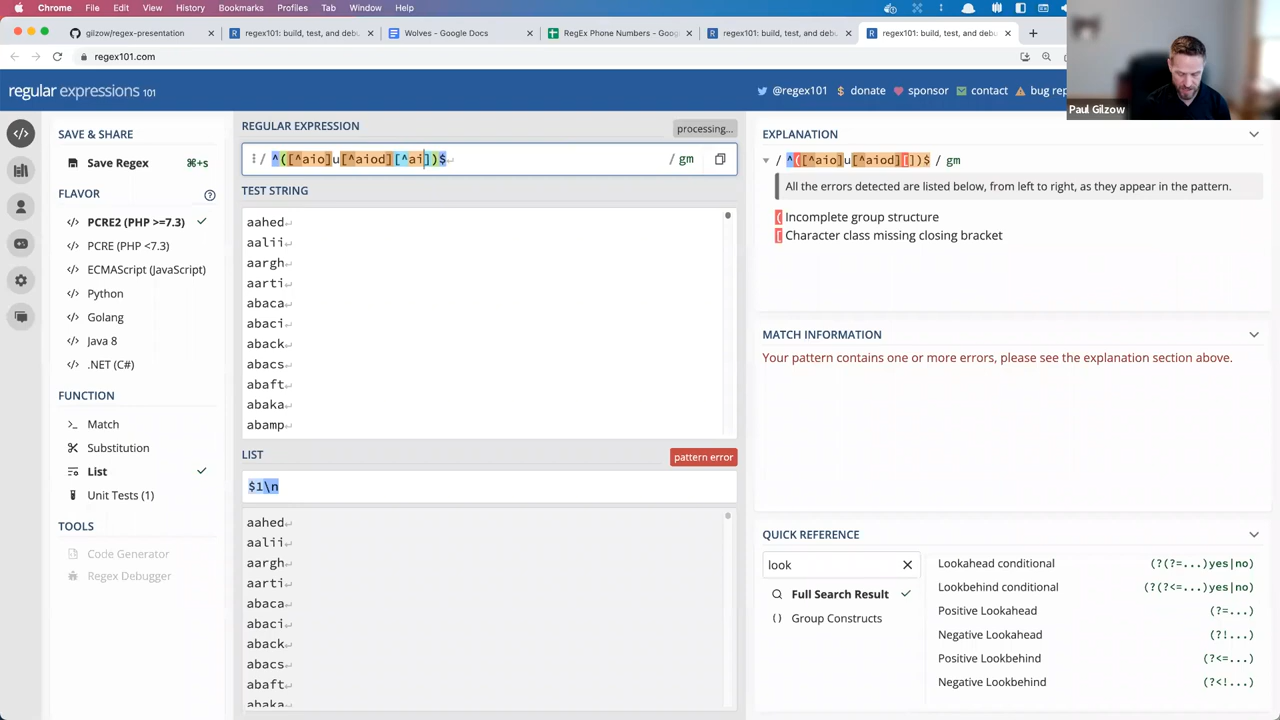 Chrome File Edit View History Bookmarks Profiles Tab Window Help
gilzow/regex-presentation × regex101: build, test, and debu × Wolves - Google Docs × RegEx Phone Numbers - Goog × regex101: build, test, and debu × regex101: build, test, and debu × +
regex101.com
regular expressions 101
@regex101 $ donate sponsor contact bug rep
Paul Gilzow
SAVE & SHARE
Save Regex ⌘+s
FLAVOR
</> PCRE2 (PHP >=7.3)
</> PCRE (PHP <7.3)
</> ECMAScript (JavaScript)
</> Python
</> Golang
</> Java 8
</> .NET (C#)
FUNCTION
>_ Match
Substitution
List
Unit Tests (1)
TOOLS
Code Generator
Regex Debugger
REGULAR EXPRESSION
processing...
/ ^([^aio]u[^aiod][^ai])$ / gm
TEST STRING
aahed
aalii
aargh
aarti
abaca
abaci
aback
abacs
abaft
abaka
abamp
LIST
pattern error
$1\n
aahed
aalii
aargh
aarti
abaca
abaci
aback
abacs
abaft
abaka
EXPLANATION
/ ^([^aio]u[^aiod][])$ / gm
All the errors detected are listed below, from left to right, as they appear in the pattern.
( Incomplete group structure
[ Character class missing closing bracket
MATCH INFORMATION
Your pattern contains one or more errors, please see the explanation section above.
QUICK REFERENCE
look
Full Search Result
() Group Constructs
Lookahead conditional (?(?=...)yes|no)
Lookbehind conditional (?(?<=...)yes|no)
Positive Lookahead (?=...)
Negative Lookahead (?!...)
Positive Lookbehind (?<=...)
Negative Lookbehind (?<!...)